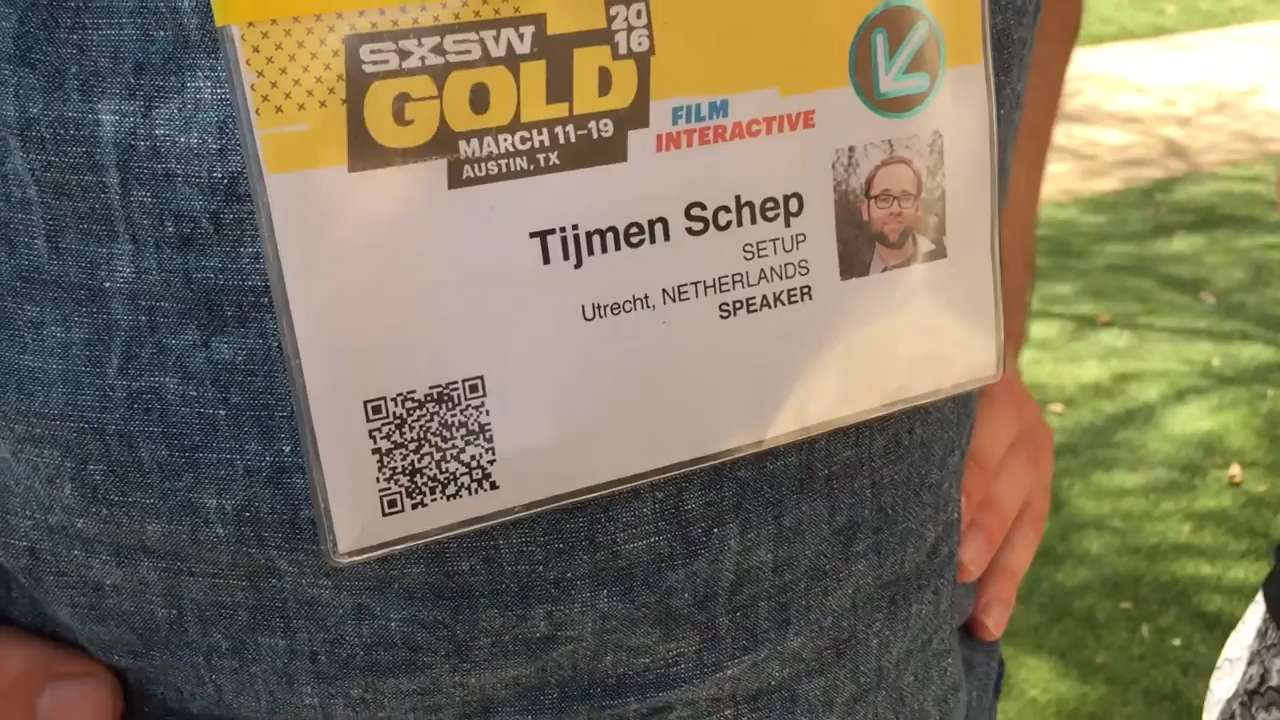 SXSW
2016
GOLD
MARCH 11-19
AUSTIN, TX
FILM
INTERACTIVE
Tijmen Schep
SETUP
Utrecht, NETHERLANDS
SPEAKER